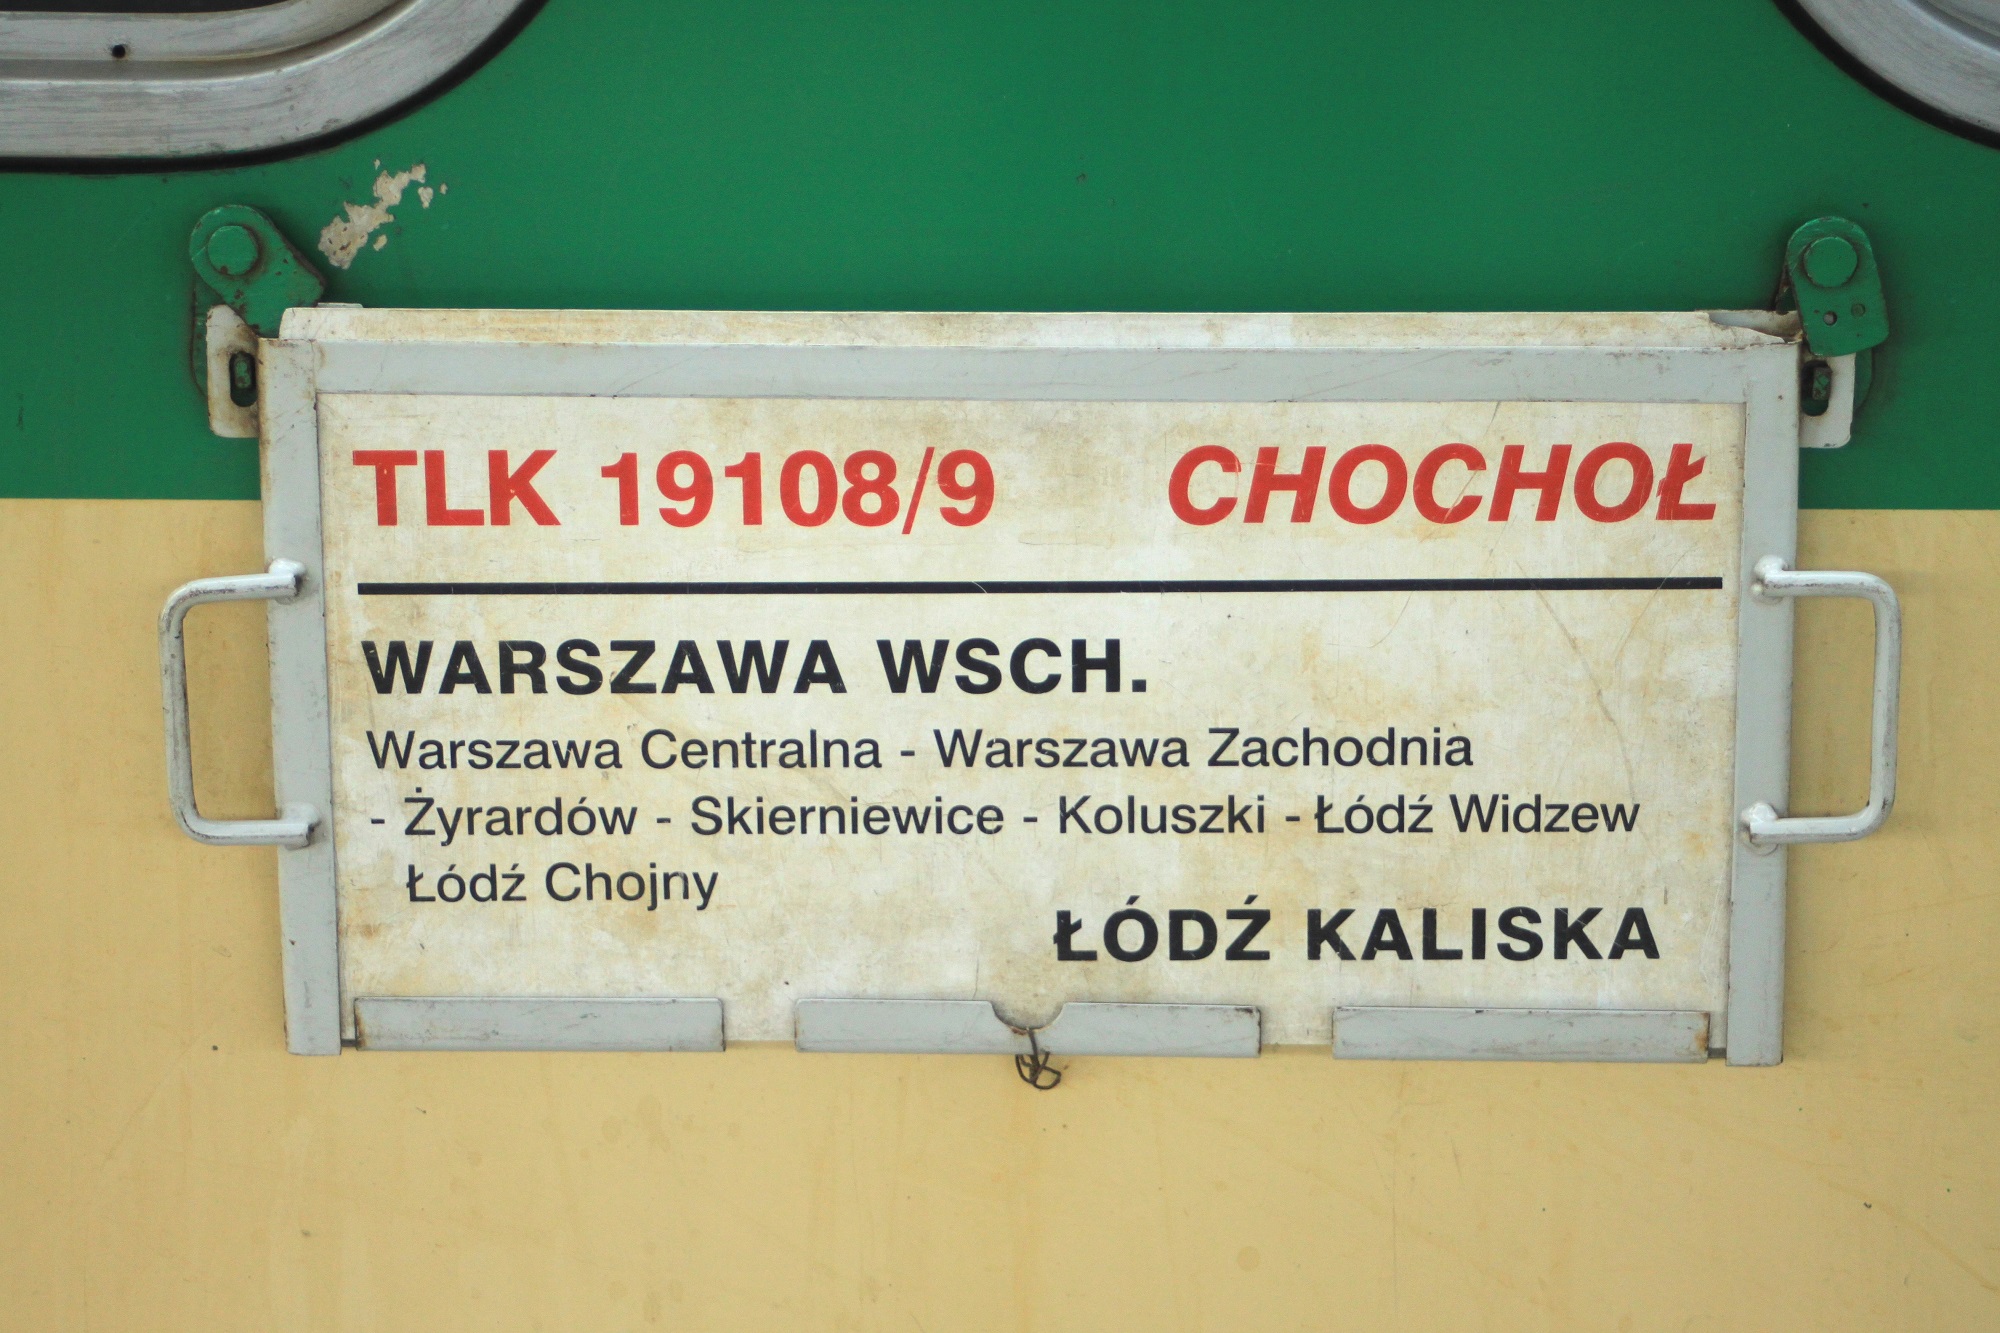 TLK 19108/9 CHOCHOŁ
WARSZAWA WSCH.
Warszawa Centralna - Warszawa Zachodnia
- Żyrardów - Skierniewice - Koluszki - Łódź Widzew
Łódź Chojny
ŁÓDŹ KALISKA